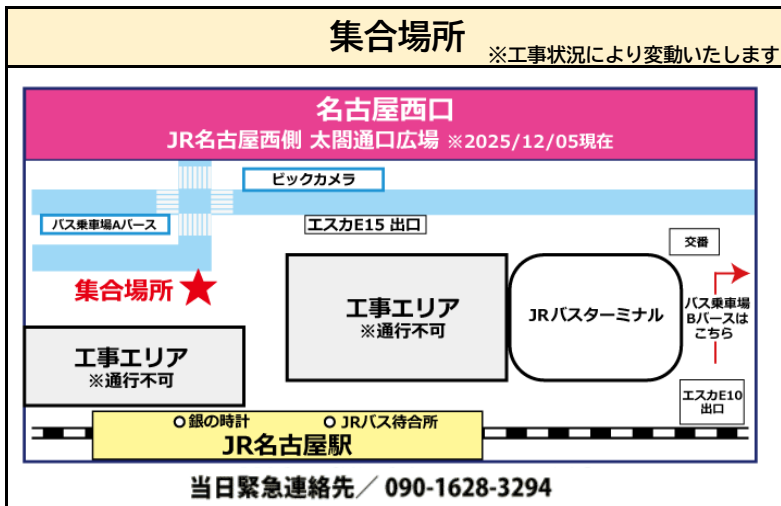 集合場所
※工事状況により変動いたします
名古屋西口
JR名古屋西側 太閤通口広場 ※2025/12/05現在
ビックカメラ
バス乗車場Aバース
エスカE15 出口
交番
集合場所
工事エリア
※通行不可
JRバスターミナル
バス乗車場
Bバースは
こちら
工事エリア
※通行不可
エスカE10
出口
銀の時計
JRバス待合所
JR名古屋駅
当日緊急連絡先／ 090-1628-3294